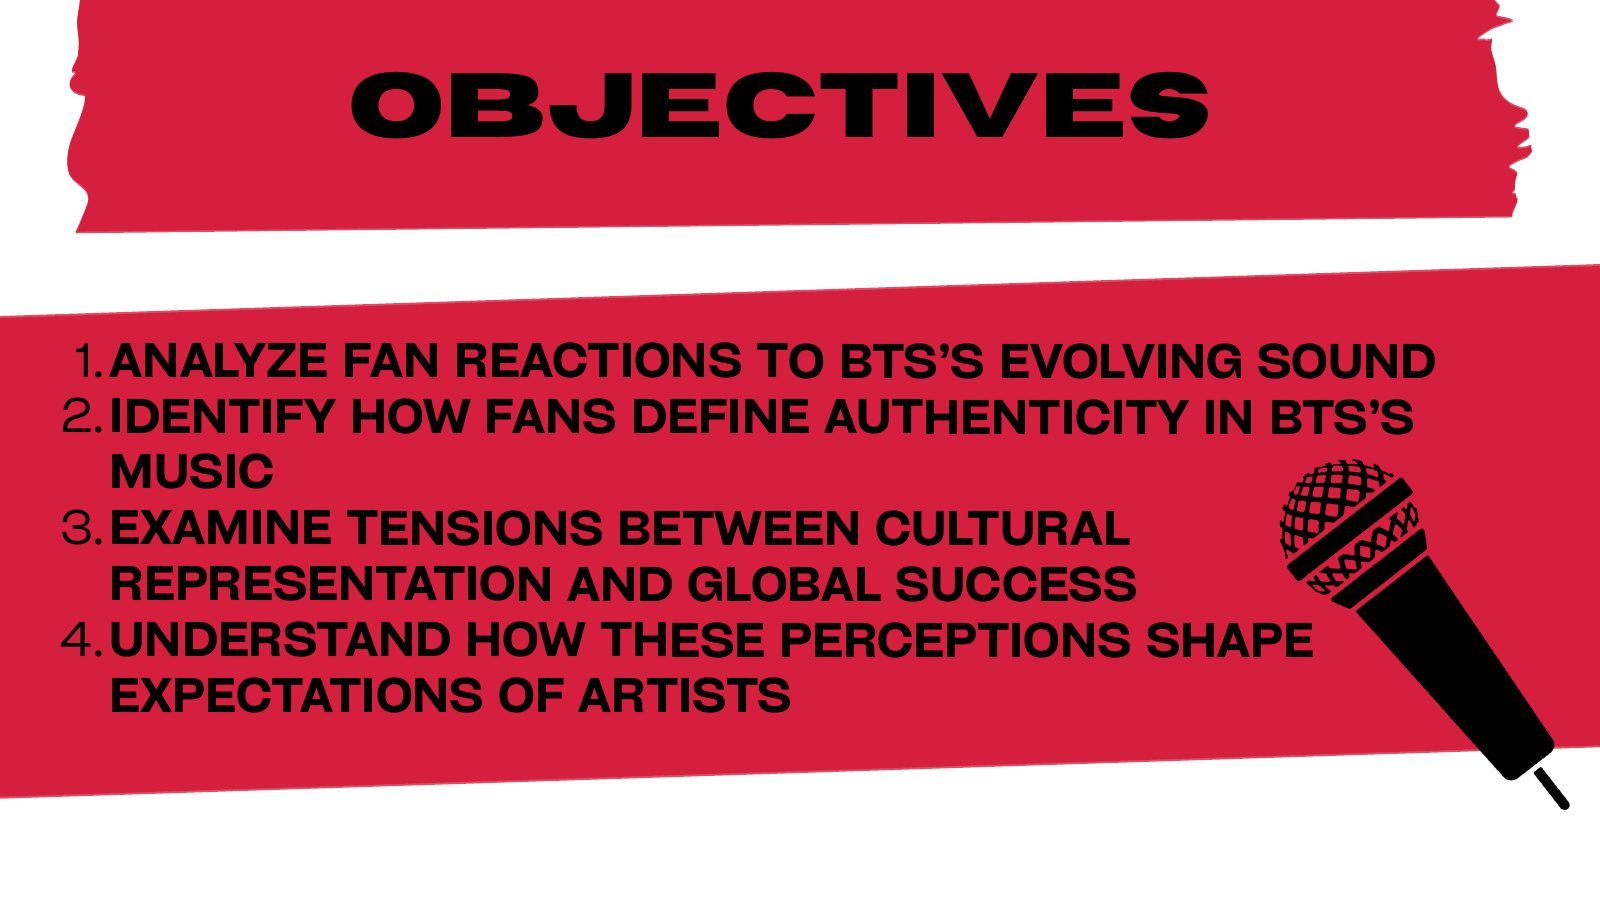 OBJECTIVES
1. ANALYZE FAN REACTIONS TO BTS’S EVOLVING SOUND
2. IDENTIFY HOW FANS DEFINE AUTHENTICITY IN BTS’S
MUSIC
3. EXAMINE TENSIONS BETWEEN CULTURAL
REPRESENTATION AND GLOBAL SUCCESS
4. UNDERSTAND HOW THESE PERCEPTIONS SHAPE
EXPECTATIONS OF ARTISTS